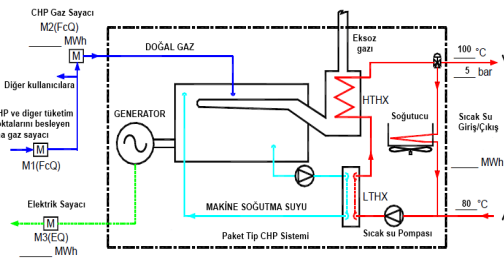 CHP Gaz Sayacı
M2(FcQ)
MWh
M
DOĞAL GAZ
Eksoz
gazı
100 °C
5 bar
Diğer kullanıcılara
HTHX
Soğutucu
GENERATOR
HP ve diğer tüketim
ktalarını besleyen
a gaz sayacı
M
M1(FcQ)
Sıcak Su
Giriş/Çıkış
MWh
LTHX
Elektrik Sayacı
M
M3(EQ)
MWh
MAKİNE SOĞUTMA SUYU
80 °C
Sıcak su Pompası
Paket Tip CHP Sistemi